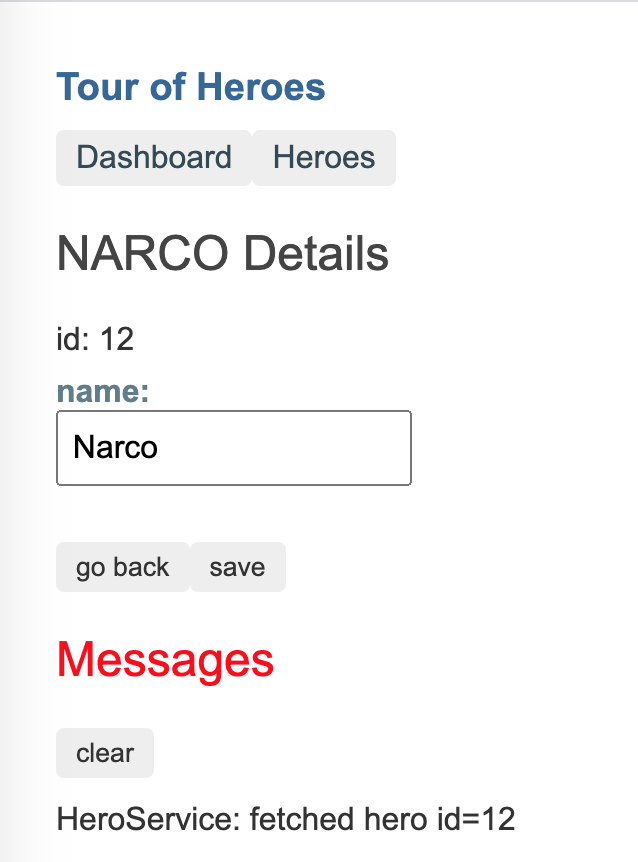 Tour of Heroes
Dashboard Heroes
NARCO Details
id: 12
name:
Narco
go back save
Messages
clear
HeroService: fetched hero id=12